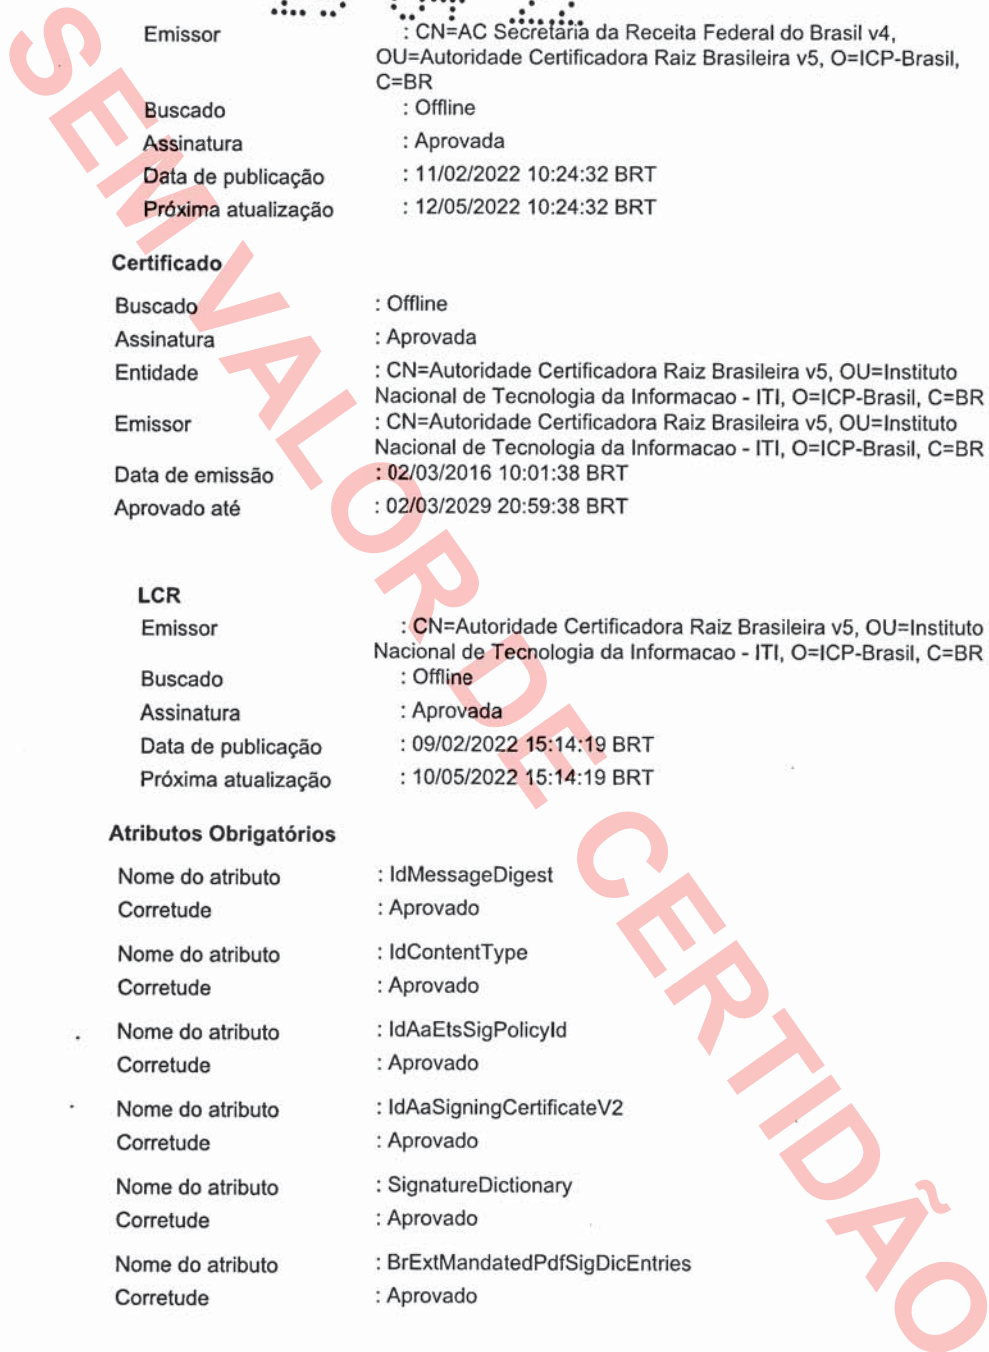 Emissor : CN=AC Secretaria da Receita Federal do Brasil v4,
OU=Autoridade Certificadora Raiz Brasileira v5, O=ICP-Brasil,
C=BR
Buscado : Offline
Assinatura : Aprovada
Data de publicação : 11/02/2022 10:24:32 BRT
Próxima atualização : 12/05/2022 10:24:32 BRT
Certificado
Buscado : Offline
Assinatura : Aprovada
Entidade : CN=Autoridade Certificadora Raiz Brasileira v5, OU=Instituto
Nacional de Tecnologia da Informacao - ITI, O=ICP-Brasil, C=BR
Emissor : CN=Autoridade Certificadora Raiz Brasileira v5, OU=Instituto
Nacional de Tecnologia da Informacao - ITI, O=ICP-Brasil, C=BR
Data de emissão : 02/03/2016 10:01:38 BRT
Aprovado até : 02/03/2029 20:59:38 BRT
LCR
Emissor : CN=Autoridade Certificadora Raiz Brasileira v5, OU=Instituto
Nacional de Tecnologia da Informacao - ITI, O=ICP-Brasil, C=BR
Buscado : Offline
Assinatura : Aprovada
Data de publicação : 09/02/2022 15:14:19 BRT
Próxima atualização : 10/05/2022 15:14:19 BRT
Atributos Obrigatórios
Nome do atributo : IdMessageDigest
Corretude : Aprovado
Nome do atributo : IdContentType
Corretude : Aprovado
Nome do atributo : IdAaEtsSigPolicyId
Corretude : Aprovado
Nome do atributo : IdAaSigningCertificateV2
Corretude : Aprovado
Nome do atributo : SignatureDictionary
Corretude : Aprovado
Nome do atributo : BrExtMandatedPdfSigDicEntries
Corretude : Aprovado
SEM VALOR DE CERTIDÃO